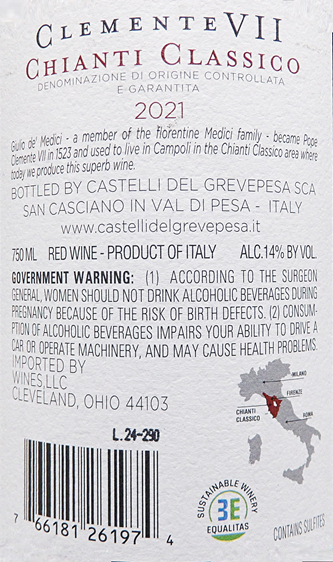 CLEMENTE VII
CHIANTI CLASSICO
DENOMINAZIONE DI ORIGINE CONTROLLATA
E GARANTITA
2021
Giulio de' Medici - a member of the florentine Medici family - became Pope
Clemente VII in 1523 and used to live in Campoli in the Chianti Classico area where
today we produce this superb wine.
BOTTLED BY CASTELLI DEL GREVEPESA SCA
SAN CASCIANO IN VAL DI PESA - ITALY
www.castellidelgrevepesa.it
750 ML RED WINE - PRODUCT OF ITALY ALC.14% BY VOL.
GOVERNMENT WARNING: (1) ACCORDING TO THE SURGEON
GENERAL, WOMEN SHOULD NOT DRINK ALCOHOLIC BEVERAGES DURING
PREGNANCY BECAUSE OF THE RISK OF BIRTH DEFECTS. (2) CONSUM-
PTION OF ALCOHOLIC BEVERAGES IMPAIRS YOUR ABILITY TO DRIVE A
CAR OR OPERATE MACHINERY, AND MAY CAUSE HEALTH PROBLEMS.
IMPORTED BY
WINES,LLC
CLEVELAND, OHIO 44103
MILANO
FIRENZE
CHIANTI
CLASSICO
ROMA
L.24-290
7 66181 26197 4
SUSTAINABLE WINERY
3E
EQUALITAS
CONTAINS SULFITES